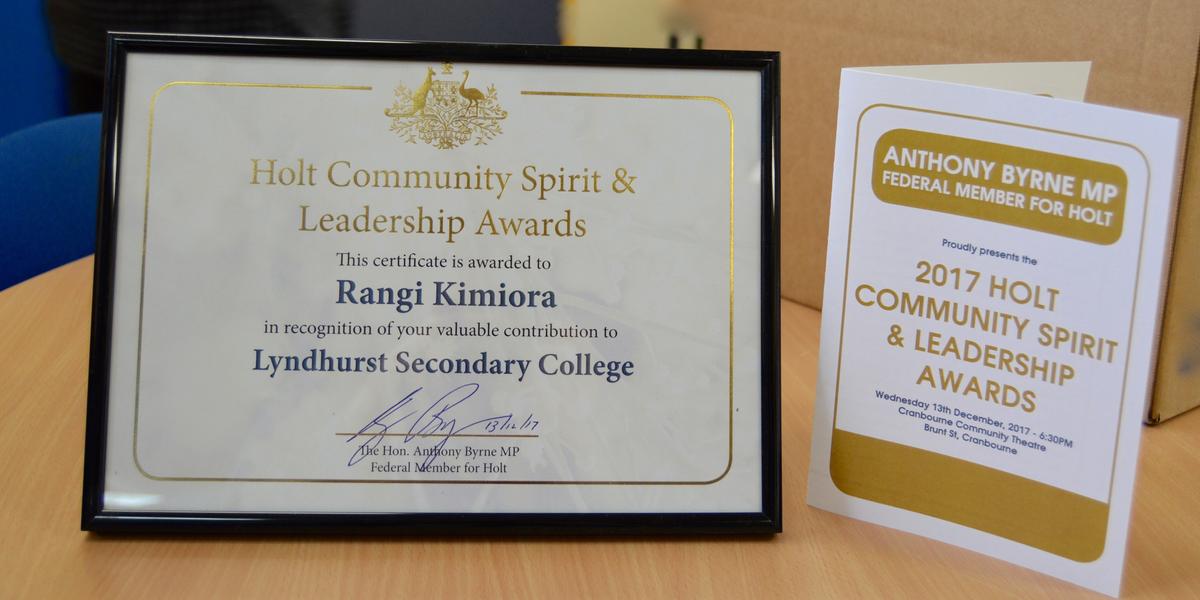 Holt Community Spirit &
Leadership Awards
This certificate is awarded to
Rangi Kimiora
in recognition of your valuable contribution to
Lyndhurst Secondary College
13/12/17
The Hon. Anthony Byrne MP
Federal Member for Holt
ANTHONY BYRNE MP
FEDERAL MEMBER FOR HOLT
Proudly presents the
2017 HOLT
COMMUNITY SPIRIT
& LEADERSHIP
AWARDS
Wednesday 13th December, 2017 - 6:30PM
Cranbourne Community Theatre
Brunt St, Cranbourne